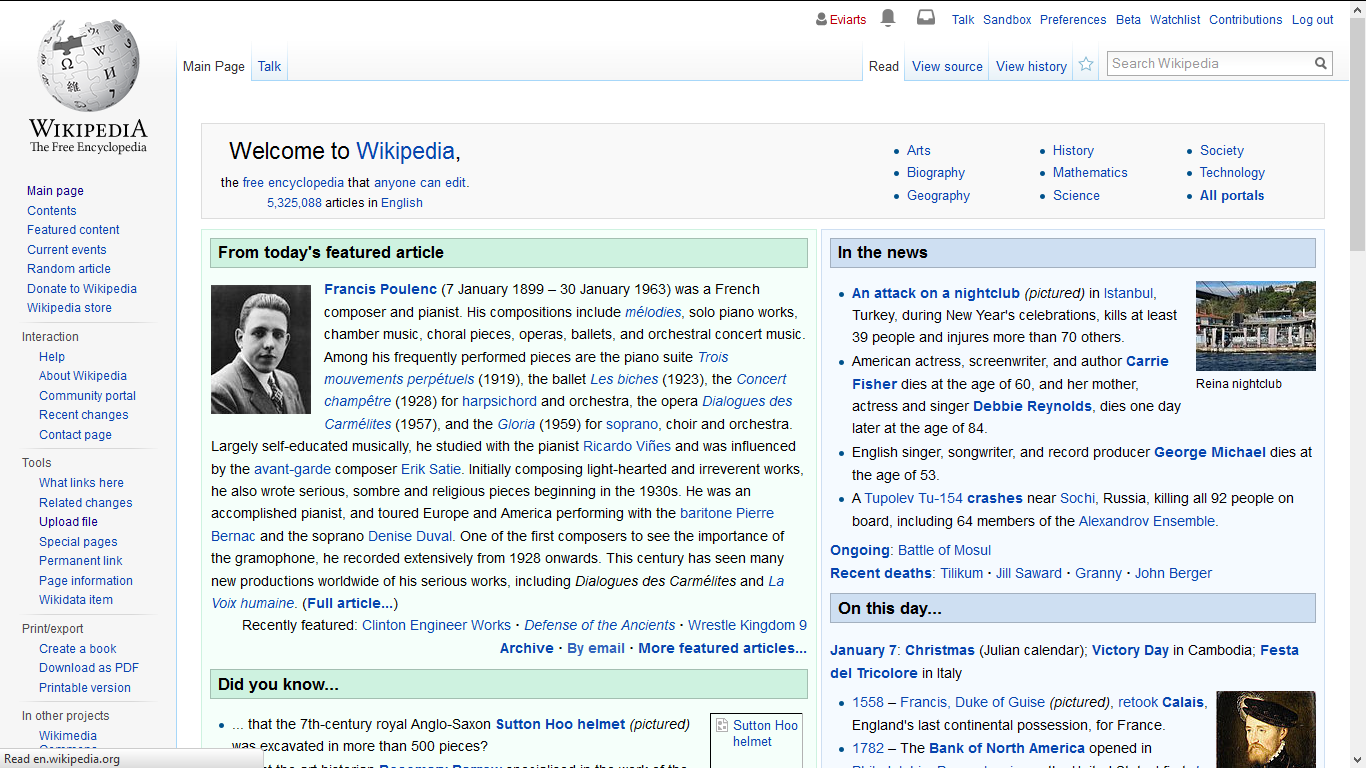 Eviarts Talk Sandbox Preferences Beta Watchlist Contributions Log out
Main Page Talk Read View source View history Search Wikipedia
Ω W И 維
WIKIPEDIA
The Free Encyclopedia
Main page
Contents
Featured content
Current events
Random article
Donate to Wikipedia
Wikipedia store
Interaction
Help
About Wikipedia
Community portal
Recent changes
Contact page
Tools
What links here
Related changes
Upload file
Special pages
Permanent link
Page information
Wikidata item
Print/export
Create a book
Download as PDF
Printable version
In other projects
Wikimedia
Commons
Read en.wikipedia.org
Welcome to Wikipedia,
the free encyclopedia that anyone can edit.
5,325,088 articles in English
• Arts
• Biography
• Geography
• History
• Mathematics
• Science
• Society
• Technology
• All portals
From today's featured article
Francis Poulenc (7 January 1899 – 30 January 1963) was a French
composer and pianist. His compositions include mélodies, solo piano works,
chamber music, choral pieces, operas, ballets, and orchestral concert music.
Among his frequently performed pieces are the piano suite Trois
mouvements perpétuels (1919), the ballet Les biches (1923), the Concert
champêtre (1928) for harpsichord and orchestra, the opera Dialogues des
Carmélites (1957), and the Gloria (1959) for soprano, choir and orchestra.
Largely self-educated musically, he studied with the pianist Ricardo Viñes and was influenced
by the avant-garde composer Erik Satie. Initially composing light-hearted and irreverent works,
he also wrote serious, sombre and religious pieces beginning in the 1930s. He was an
accomplished pianist, and toured Europe and America performing with the baritone Pierre
Bernac and the soprano Denise Duval. One of the first composers to see the importance of
the gramophone, he recorded extensively from 1928 onwards. This century has seen many
new productions worldwide of his serious works, including Dialogues des Carmélites and La
Voix humaine. (Full article...)
Recently featured: Clinton Engineer Works · Defense of the Ancients · Wrestle Kingdom 9
Archive · By email · More featured articles...
Did you know...
• ... that the 7th-century royal Anglo-Saxon Sutton Hoo helmet (pictured)
was excavated in more than 500 pieces?
Sutton Hoo
helmet
In the news
• An attack on a nightclub (pictured) in Istanbul,
Turkey, during New Year's celebrations, kills at least
39 people and injures more than 70 others.
• American actress, screenwriter, and author Carrie
Fisher dies at the age of 60, and her mother,
actress and singer Debbie Reynolds, dies one day
later at the age of 84.
• English singer, songwriter, and record producer George Michael dies at
the age of 53.
• A Tupolev Tu-154 crashes near Sochi, Russia, killing all 92 people on
board, including 64 members of the Alexandrov Ensemble.
Reina nightclub
Ongoing: Battle of Mosul
Recent deaths: Tilikum · Jill Saward · Granny · John Berger
On this day...
January 7: Christmas (Julian calendar); Victory Day in Cambodia; Festa
del Tricolore in Italy
• 1558 – Francis, Duke of Guise (pictured), retook Calais,
England's last continental possession, for France.
• 1782 – The Bank of North America opened in